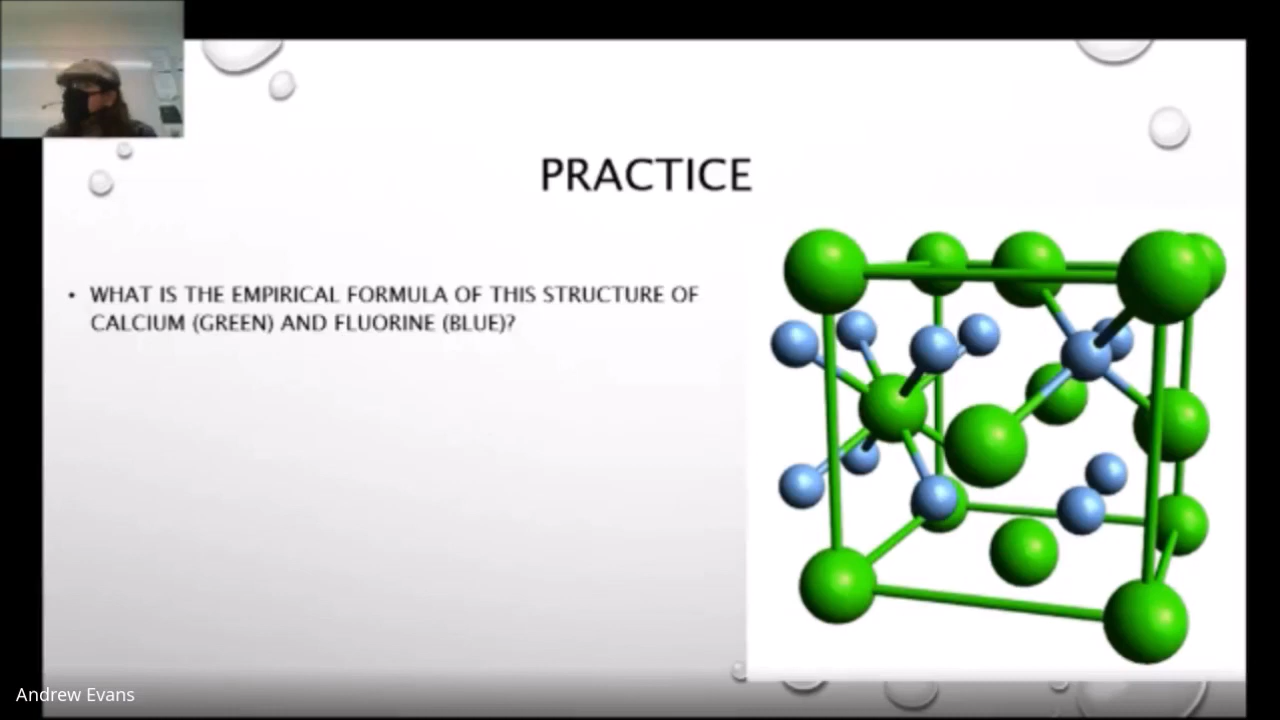 PRACTICE
• WHAT IS THE EMPIRICAL FORMULA OF THIS STRUCTURE OF
CALCIUM (GREEN) AND FLUORINE (BLUE)?
Andrew Evans